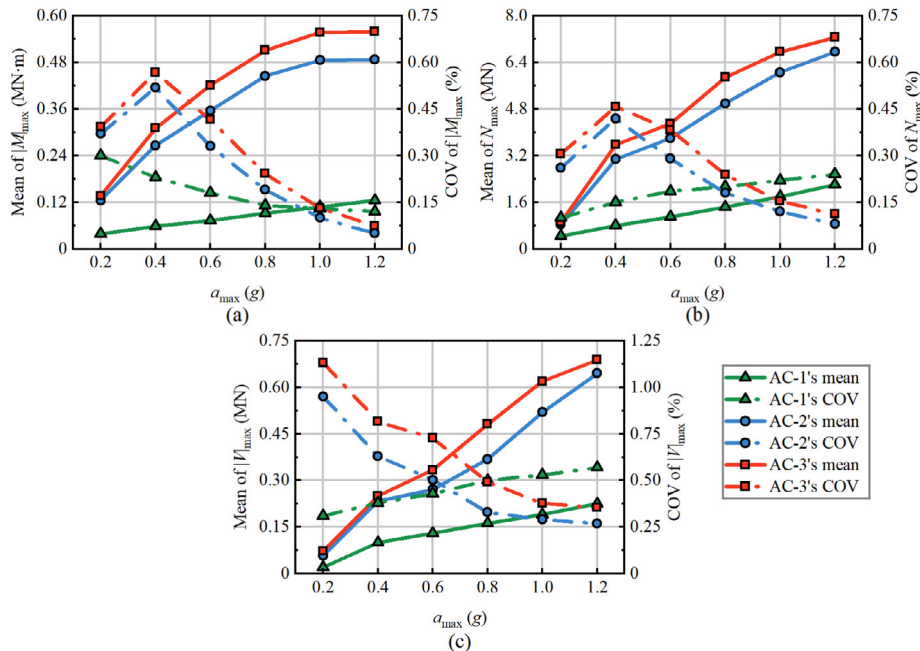 0.60
0.48
0.36
0.24
0.12
0
Mean of |M|max (MN·m)
0.75
0.60
0.45
0.30
0.15
0
COV of |M|max (%)
0.2 0.4 0.6 0.8 1.0 1.2
amax (g)
(a)
8.0
6.4
4.8
3.2
1.6
0
Mean of Nmax (MN)
0.75
0.60
0.45
0.30
0.15
0
COV of Nmax (%)
0.2 0.4 0.6 0.8 1.0 1.2
amax (g)
(b)
0.75
0.60
0.45
0.30
0.15
0
Mean of |V|max (MN)
1.25
1.00
0.75
0.50
0.25
0
COV of |V|max (%)
0.2 0.4 0.6 0.8 1.0 1.2
amax (g)
(c)
AC-1's mean
AC-1's COV
AC-2's mean
AC-2's COV
AC-3's mean
AC-3's COV